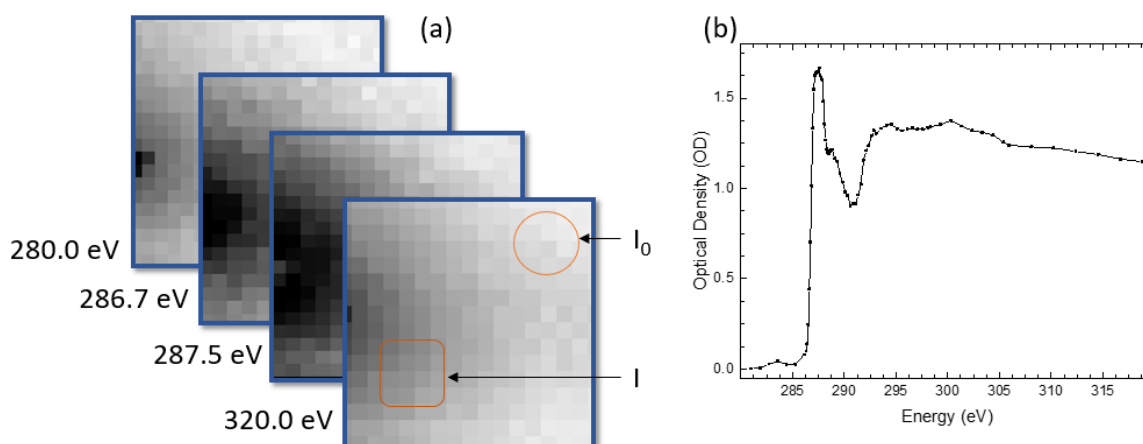 (a)
280.0 eV
286.7 eV
287.5 eV
320.0 eV
I₀
I
(b)
Optical Density (OD)
1.5
1.0
0.5
0.0
285 290 295 300 305 310 315
Energy (eV)